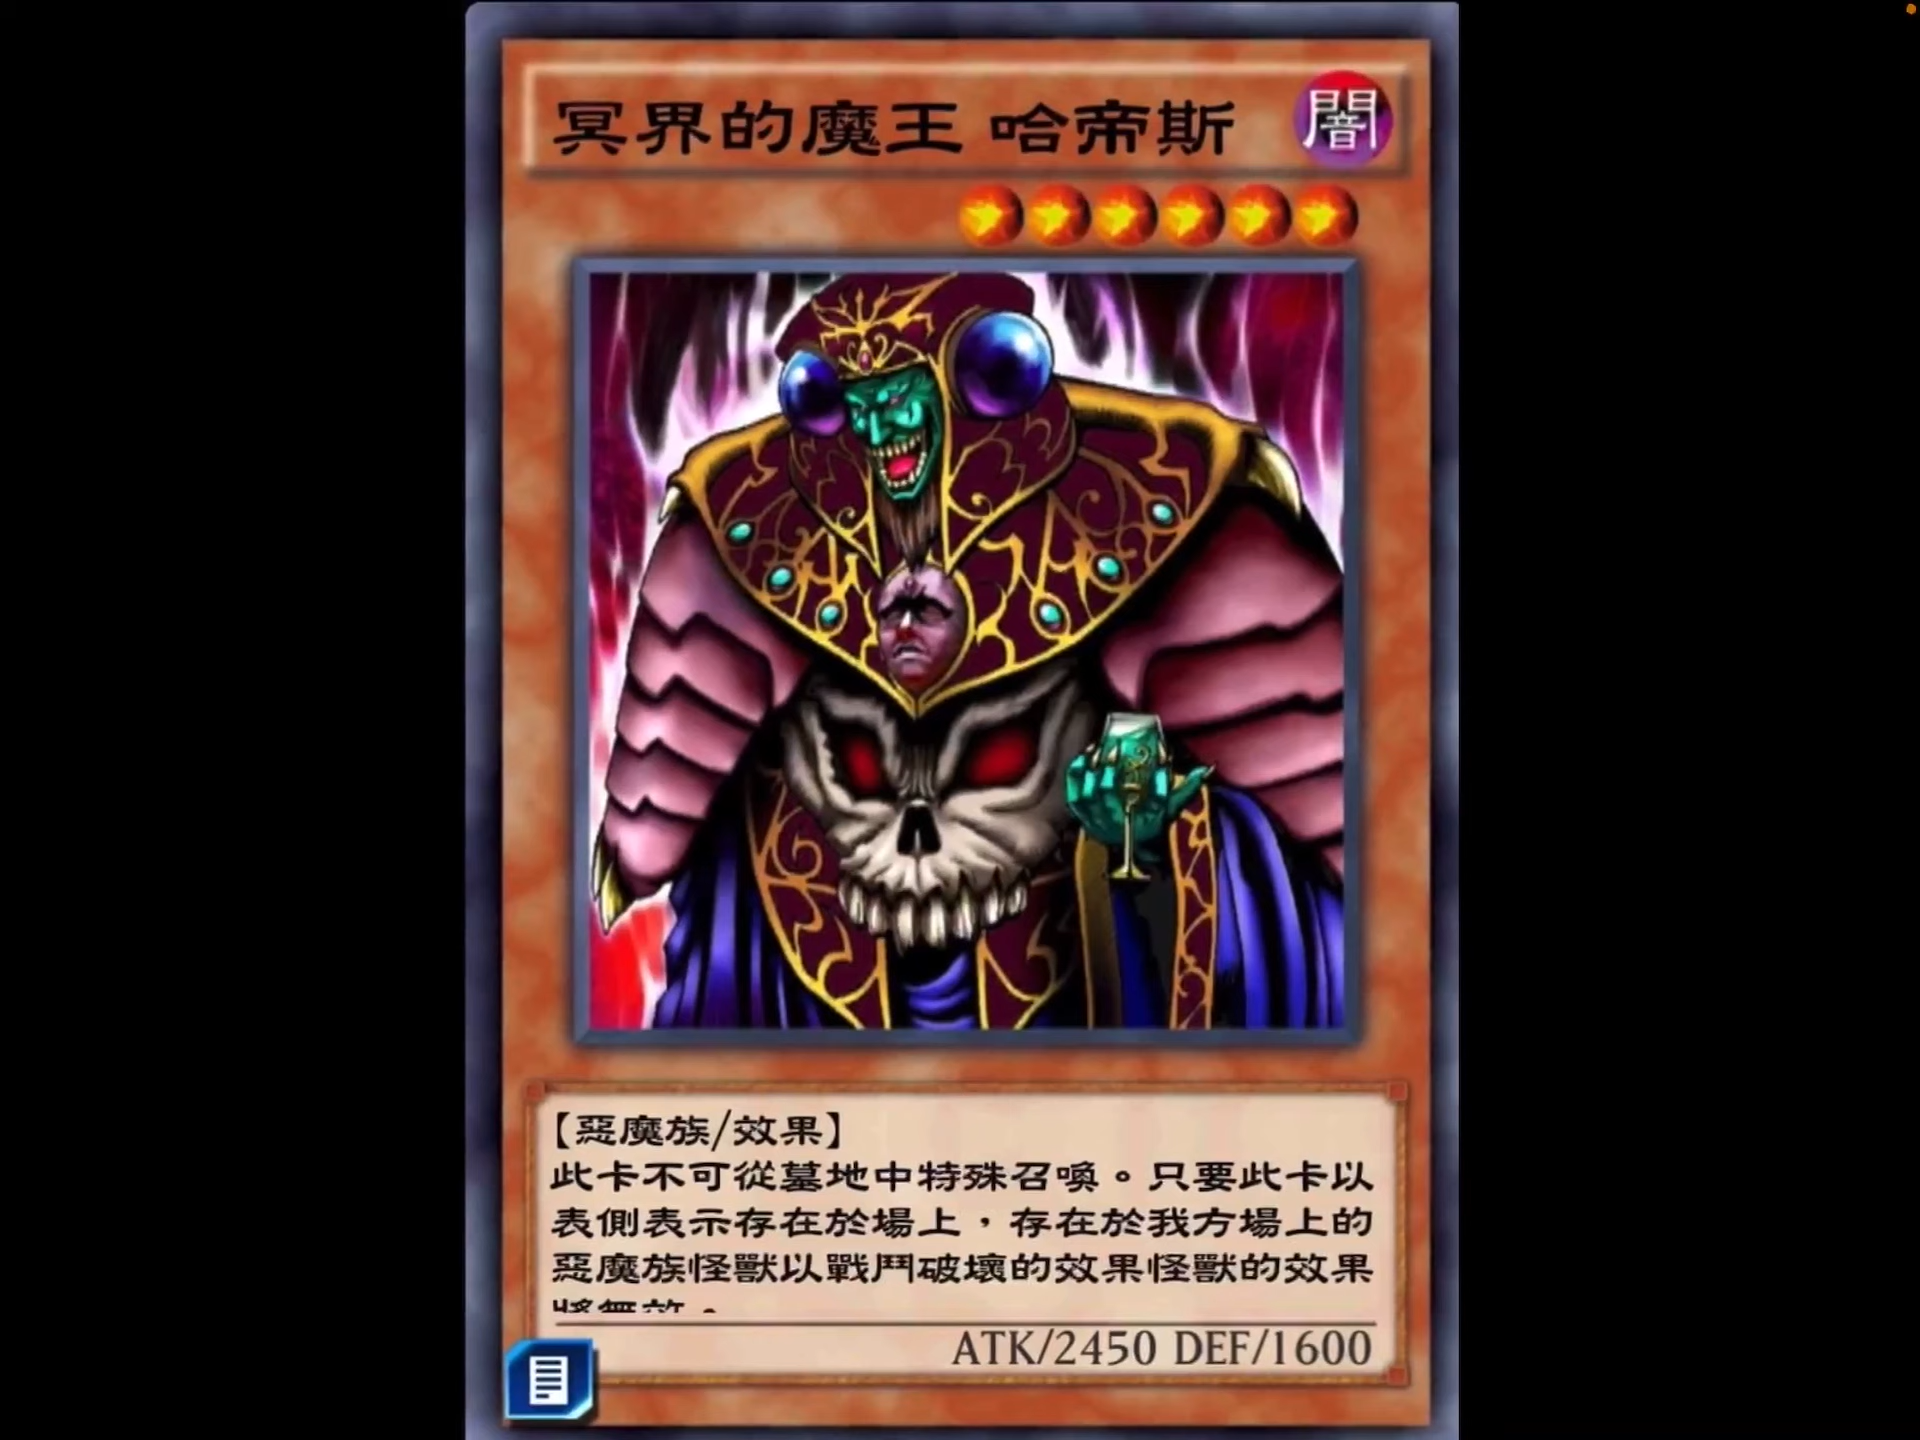 冥界的魔王 哈帝斯
闇
【惡魔族/效果】
此卡不可從墓地中特殊召喚。只要此卡以
表側表示存在於場上，存在於我方場上的
惡魔族怪獸以戰鬥破壞的效果怪獸的效果
將無效。
ATK/2450 DEF/1600